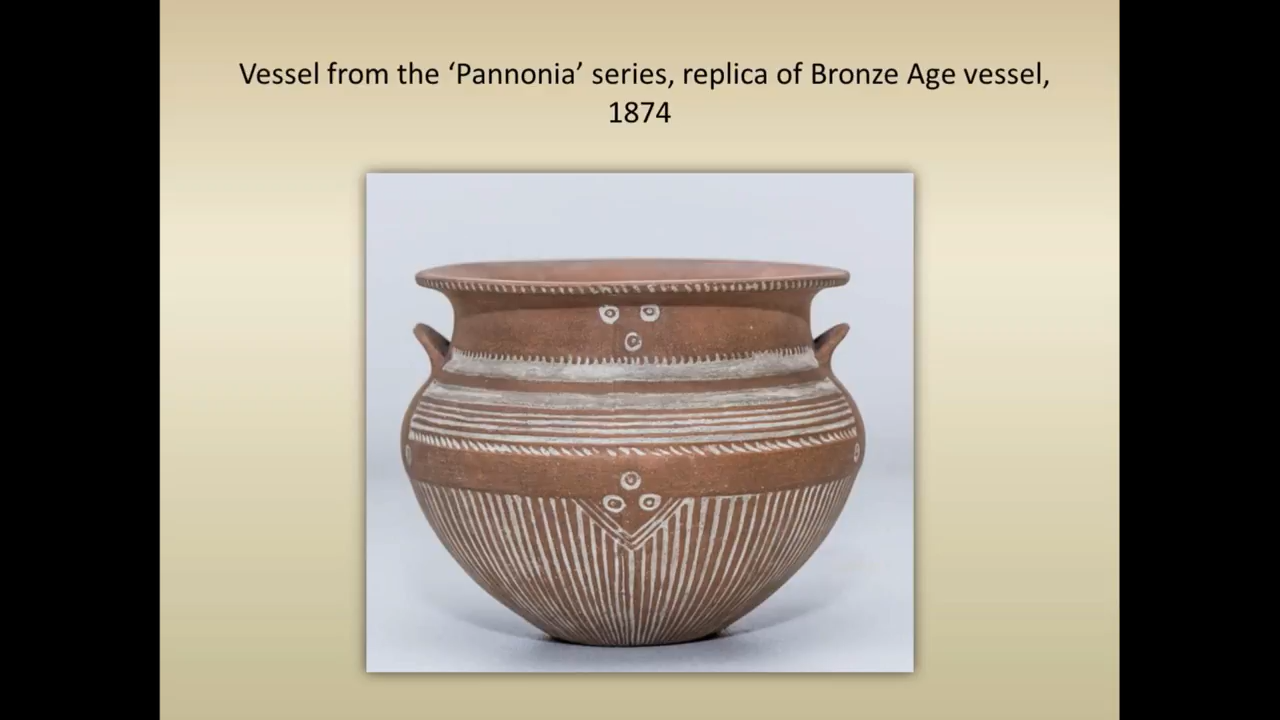 Vessel from the ‘Pannonia’ series, replica of Bronze Age vessel,
1874